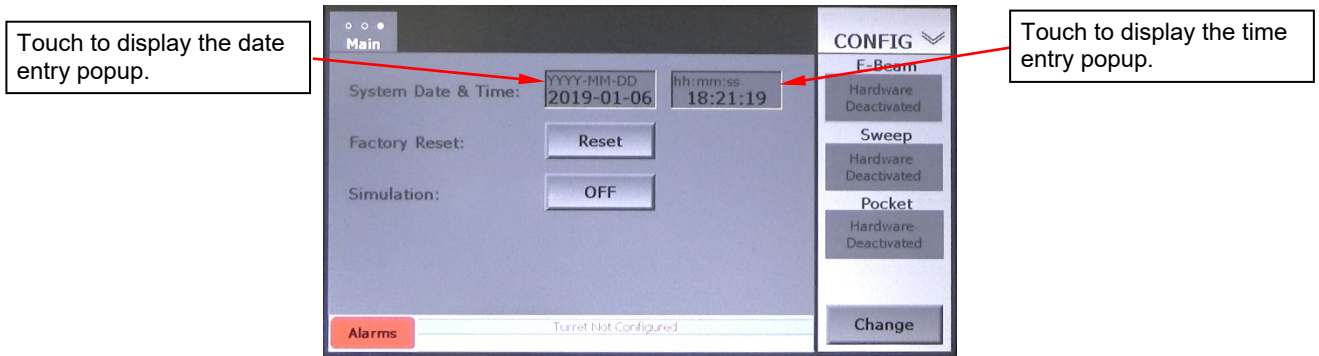 Touch to display the date
entry popup.
Main
System Date & Time:
YYYY-MM-DD
2019-01-06
hh:mm:ss
18:21:19
Factory Reset:
Reset
Simulation:
OFF
Alarms
Turret Not Configured
CONFIG
E-Beam
Hardware
Deactivated
Sweep
Hardware
Deactivated
Pocket
Hardware
Deactivated
Change
Touch to display the time
entry popup.